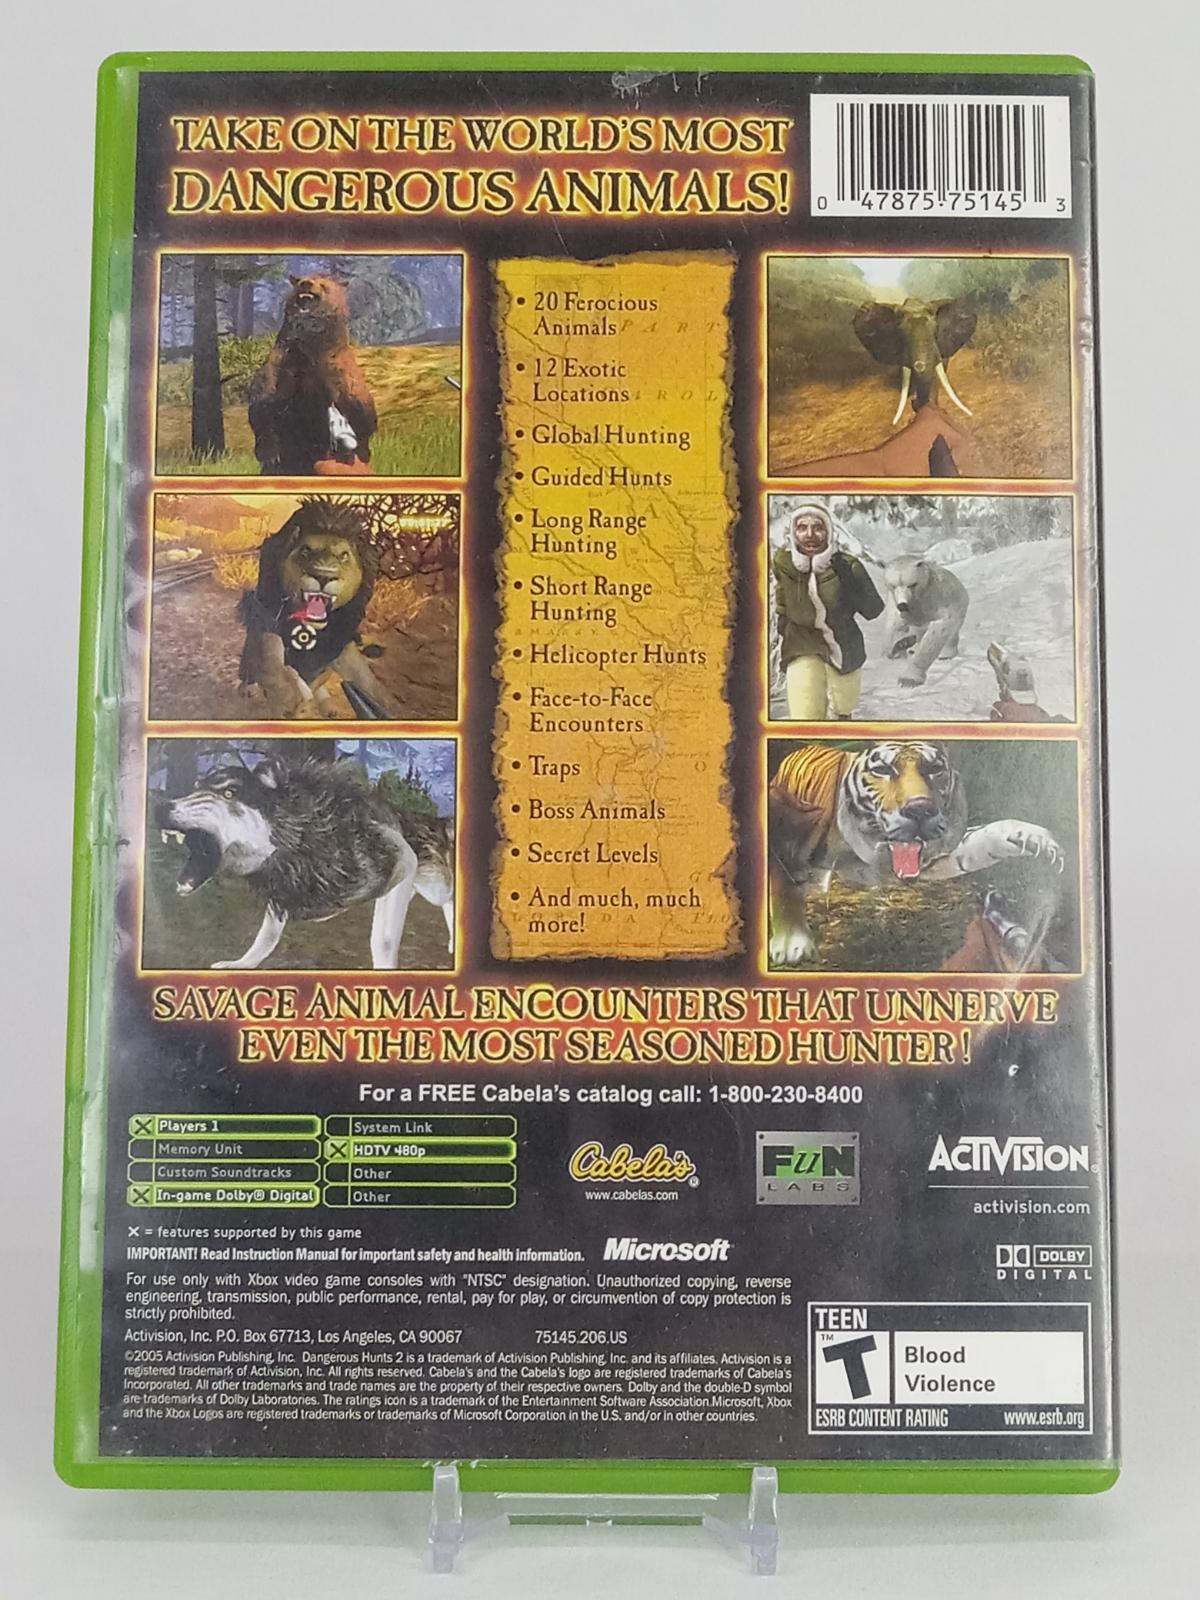 TAKE ON THE WORLD'S MOST
DANGEROUS ANIMALS!
0 47875-75145 3
• 20 Ferocious
Animals
• 12 Exotic
Locations
• Global Hunting
• Guided Hunts
• Long Range
Hunting
• Short Range
Hunting
• Helicopter Hunts
• Face-to-Face
Encounters
• Traps
• Boss Animals
• Secret Levels
• And much, much
more!
SAVAGE ANIMAL ENCOUNTERS THAT UNNERVE
EVEN THE MOST SEASONED HUNTER!
For a FREE Cabela's catalog call: 1-800-230-8400
X Players 1
Memory Unit
Custom Soundtracks
X In-game Dolby® Digital
System Link
X HDTV 480p
Other
Other
Cabela's®
www.cabelas.com
FUN
LABS
ACTIVISION®
activision.com
X = features supported by this game
IMPORTANT! Read Instruction Manual for important safety and health information.
Microsoft
DOLBY
DIGITAL
For use only with Xbox video game consoles with "NTSC" designation. Unauthorized copying, reverse
engineering, transmission, public performance, rental, pay for play, or circumvention of copy protection is
strictly prohibited.
Activision, Inc. P.O. Box 67713, Los Angeles, CA 90067 75145.206.US
©2005 Activision Publishing, Inc. Dangerous Hunts 2 is a trademark of Activision Publishing, Inc. and its affiliates. Activision is a
registered trademark of Activision, Inc. All rights reserved. Cabela's and the Cabela's logo are registered trademarks of Cabela's
Incorporated. All other trademarks and trade names are the property of their respective owners. Dolby and the double-D symbol
are trademarks of Dolby Laboratories. The ratings icon is a trademark of the Entertainment Software Association.Microsoft, Xbox
and the Xbox Logos are registered trademarks or trademarks of Microsoft Corporation in the U.S. and/or in other countries.
TEEN
T™
Blood
Violence
ESRB CONTENT RATING www.esrb.org